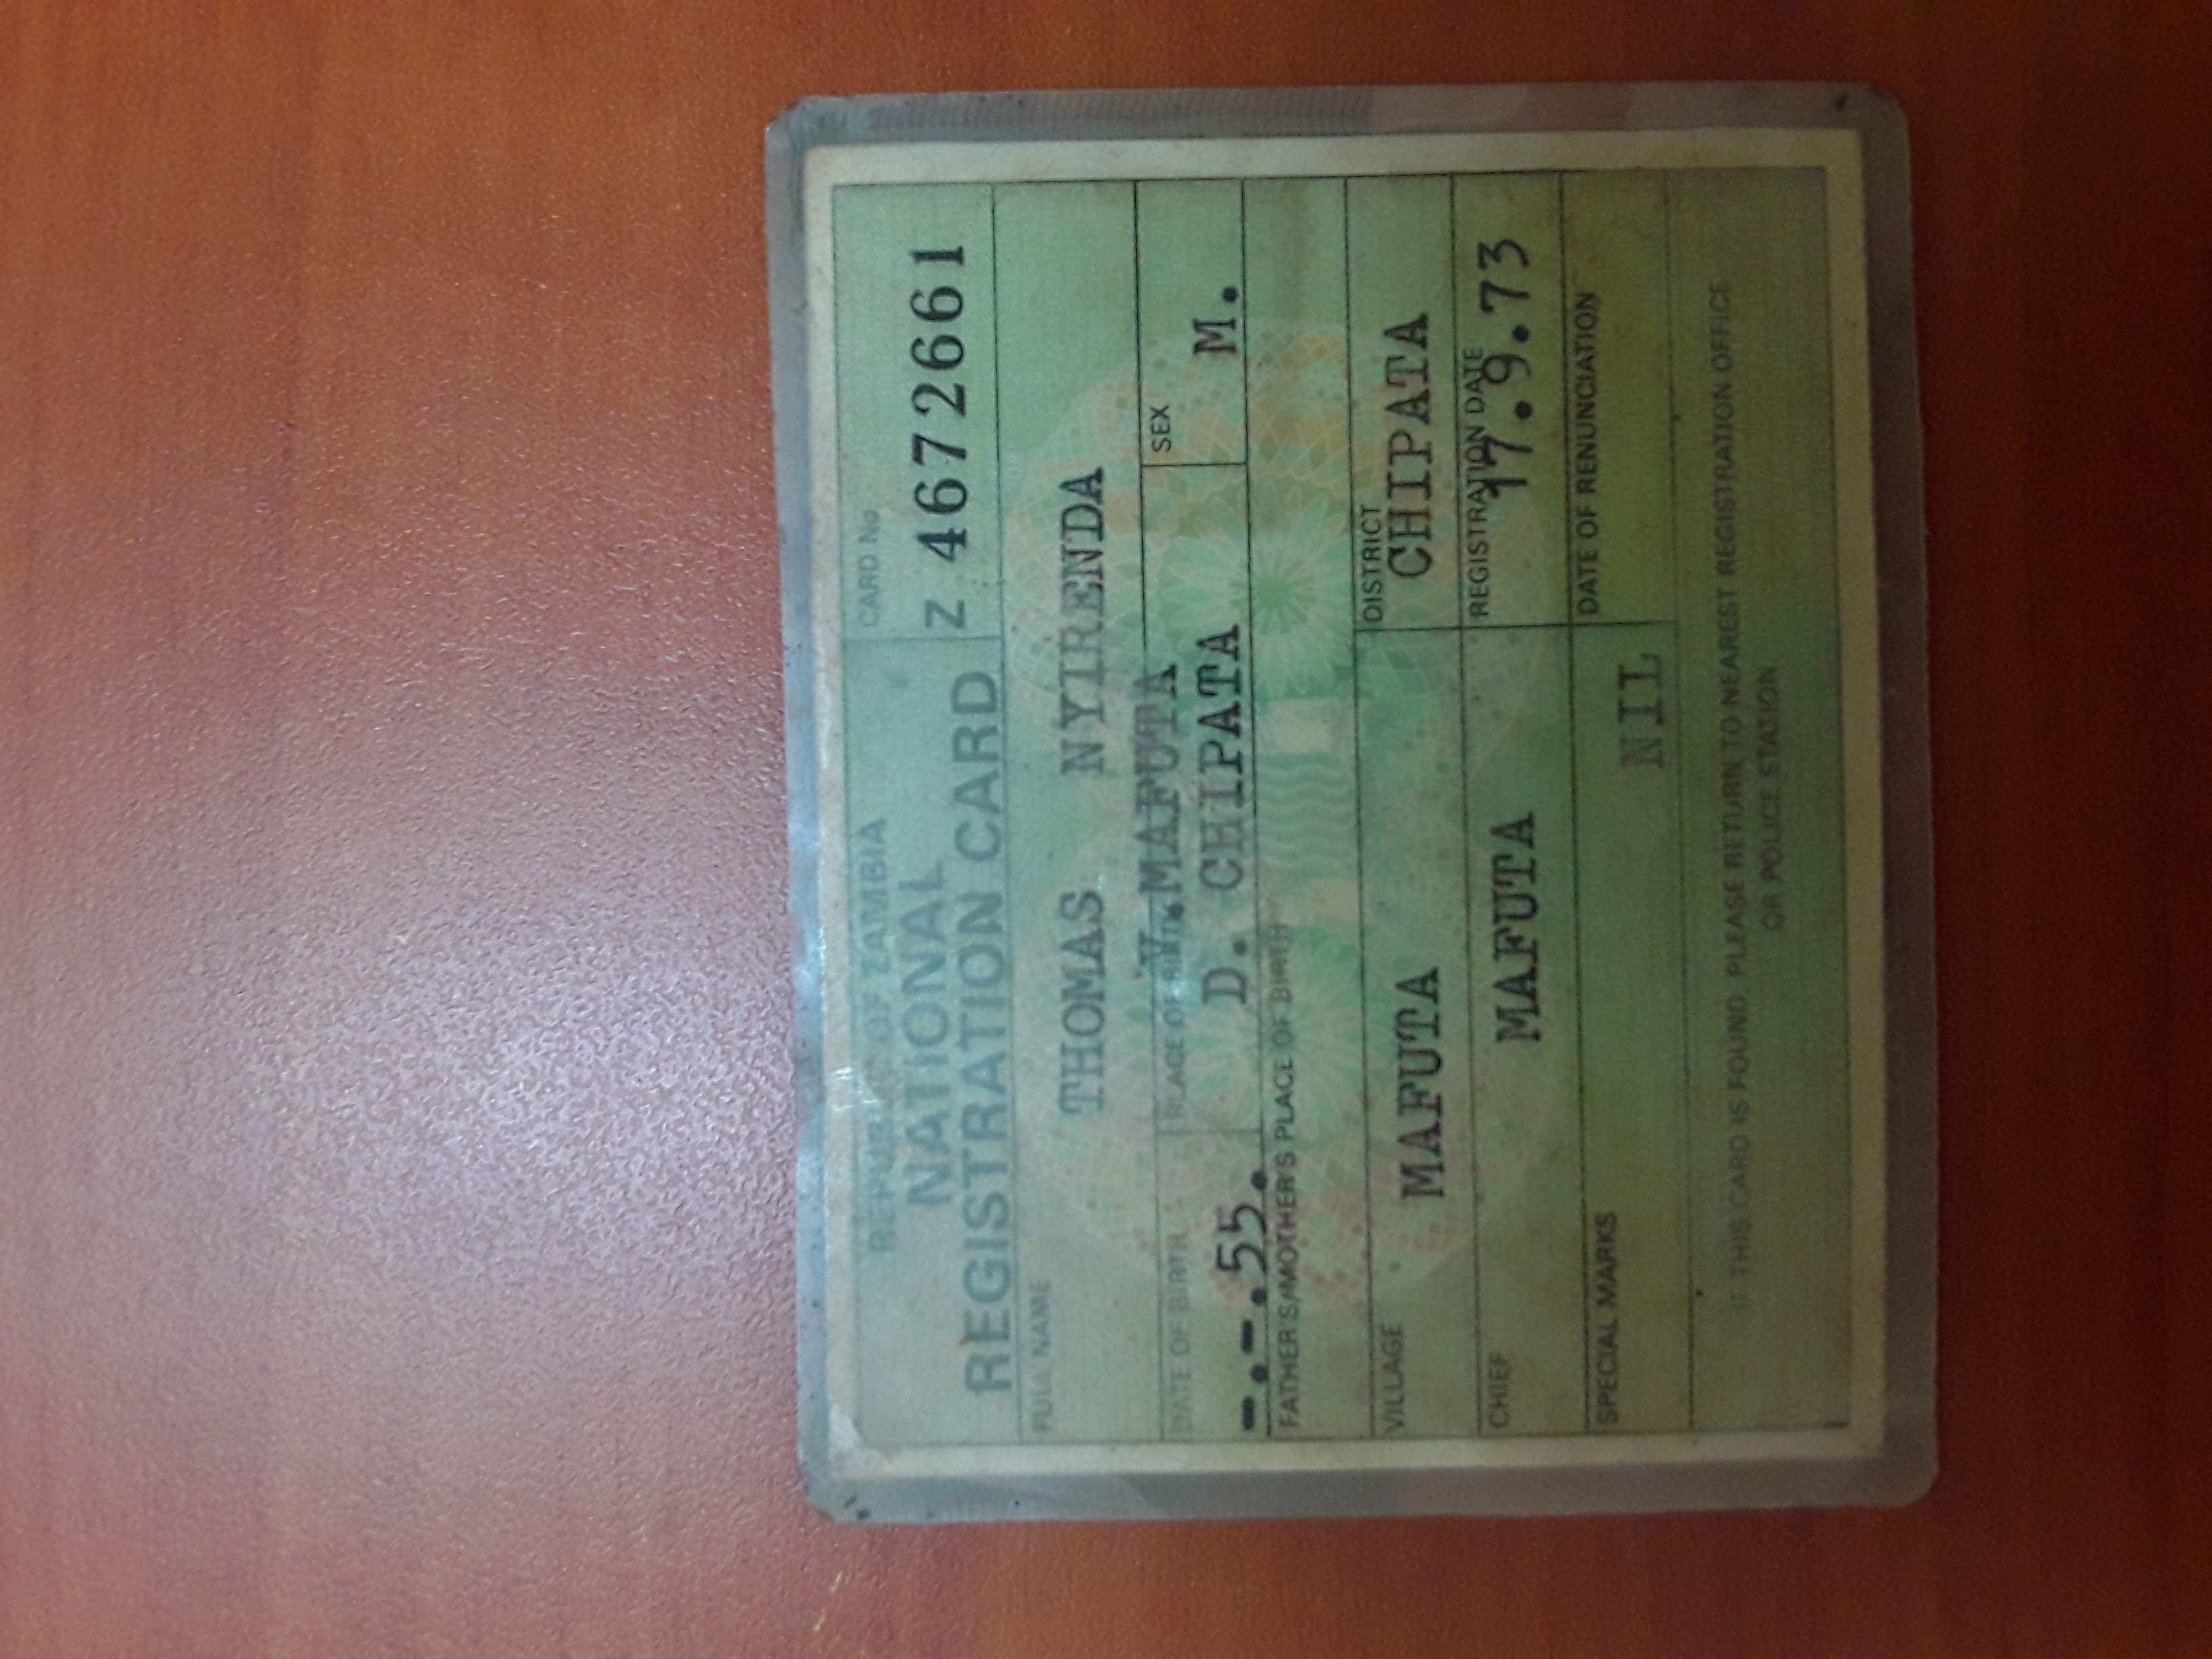 REPUBLIC OF ZAMBIA
NATIONAL
REGISTRATION CARD
CARD No
Z 4672661
FULL NAME
THOMAS NYIRENDA
DATE OF BIRTH
-.-.55.
PLACE OF BIRTH
V.MAFUTA
D. CHIPATA
SEX
M.
FATHER'S/MOTHER'S PLACE OF BIRTH
VILLAGE
MAFUTA
DISTRICT
CHIPATA
CHIEF
MAFUTA
REGISTRATION DATE
17.9.73
SPECIAL MARKS
NIL
DATE OF RENUNCIATION
IF THIS CARD IS FOUND, PLEASE RETURN TO NEAREST REGISTRATION OFFICE
OR POLICE STATION